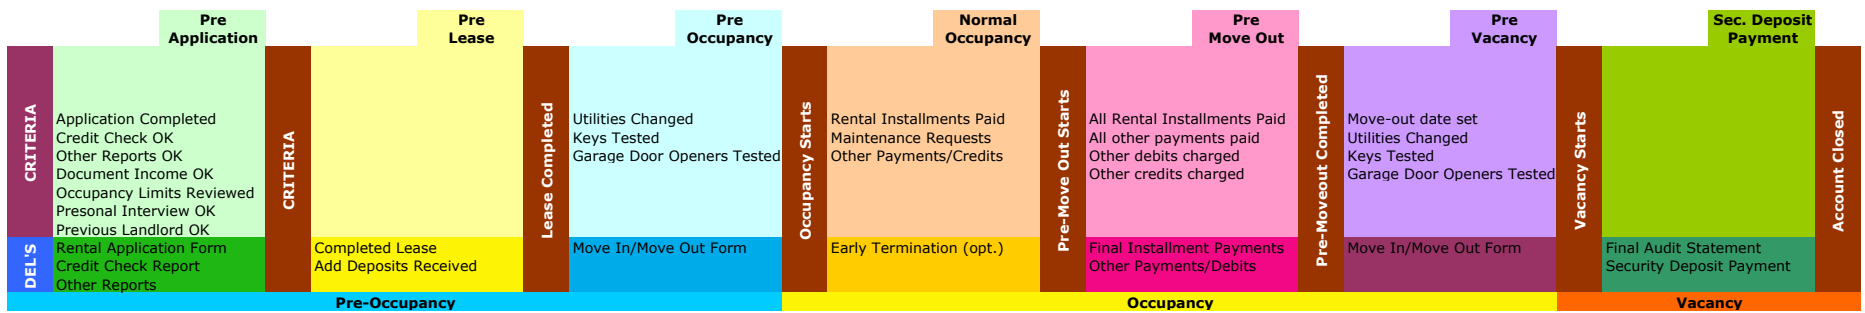 Pre
Application
Pre
Lease
Pre
Occupancy
Normal
Occupancy
Pre
Move Out
Pre
Vacancy
Sec. Deposit
Payment
CRITERIA
Application Completed
Credit Check OK
Other Reports OK
Document Income OK
Occupancy Limits Reviewed
Presonal Interview OK
Previous Landlord OK
CRITERIA
Lease Completed
Utilities Changed
Keys Tested
Garage Door Openers Tested
Occupancy Starts
Rental Installments Paid
Maintenance Requests
Other Payments/Credits
Pre-Move Out Starts
All Rental Installments Paid
All other payments paid
Other debits charged
Other credits charged
Pre-Moveout Completed
Move-out date set
Utilities Changed
Keys Tested
Garage Door Openers Tested
Vacancy Starts
Account Closed
DEL'S
Rental Application Form
Credit Check Report
Other Reports
Completed Lease
Add Deposits Received
Move In/Move Out Form
Early Termination (opt.)
Final Installment Payments
Other Payments/Debits
Move In/Move Out Form
Final Audit Statement
Security Deposit Payment
Pre-Occupancy
Occupancy
Vacancy